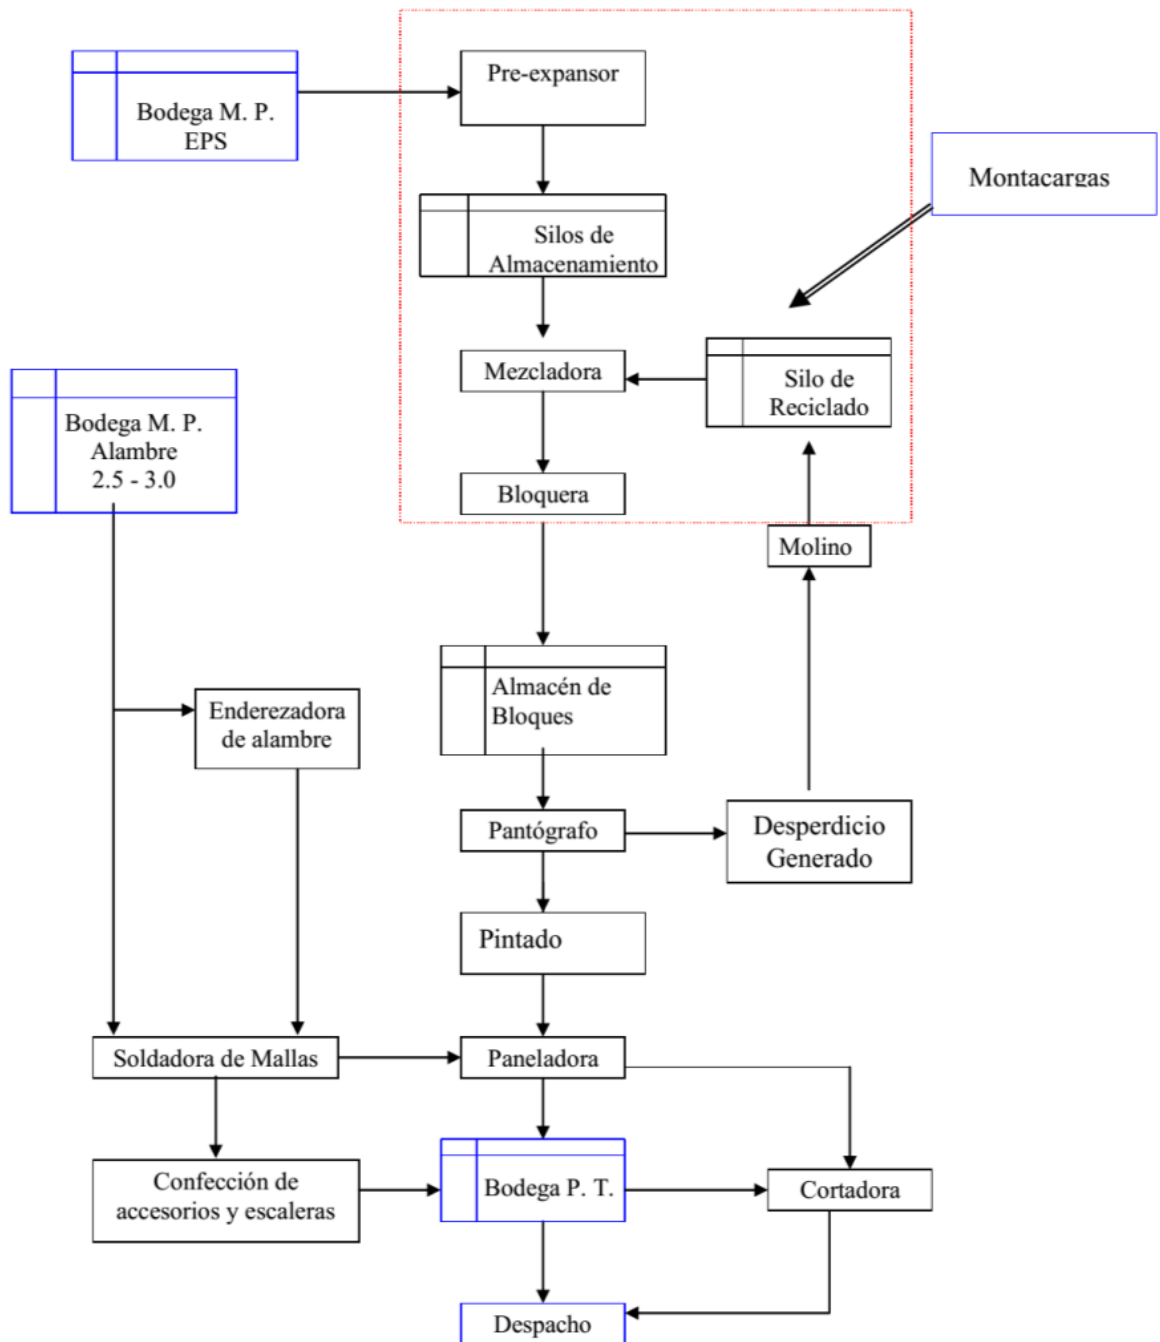 Pre-expansor
Bodega M. P.
EPS
Montacargas
Silos de
Almacenamiento
Mezcladora
Silo de
Reciclado
Bodega M. P.
Alambre
2.5 - 3.0
Bloquera
Molino
Almacén de
Bloques
Enderezadora
de alambre
Pantógrafo
Desperdicio
Generado
Pintado
Soldadora de Mallas
Paneladora
Confección de
accesorios y escaleras
Bodega P. T.
Cortadora
Despacho